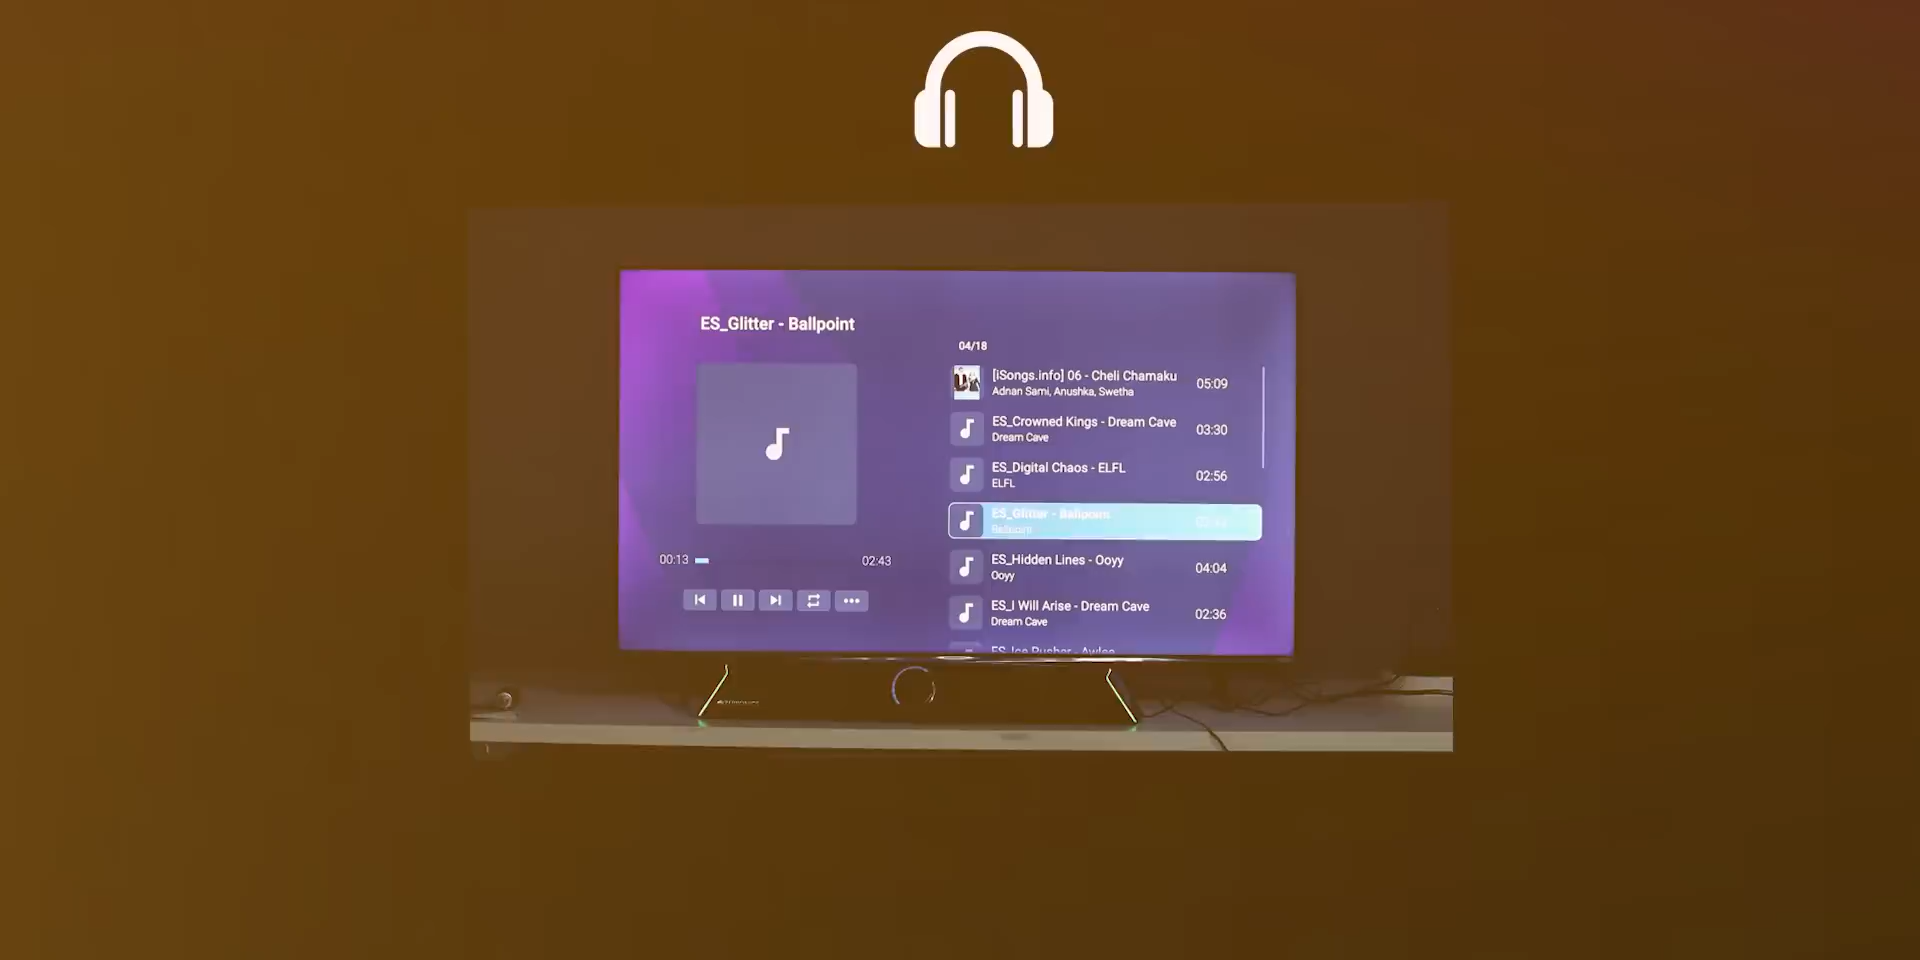 ES_Glitter - Ballpoint
04/18
[iSongs.info] 06 - Cheli Chamaku
Adnan Sami, Anushka, Swetha
05:09
ES_Crowned Kings - Dream Cave
Dream Cave
03:30
ES_Digital Chaos - ELFL
ELFL
02:56
ES_Glitter - Ballpoint
Ballpoint
ES_Hidden Lines - Ooyy
Ooyy
04:04
ES_I Will Arise - Dream Cave
Dream Cave
02:36
00:13
02:43